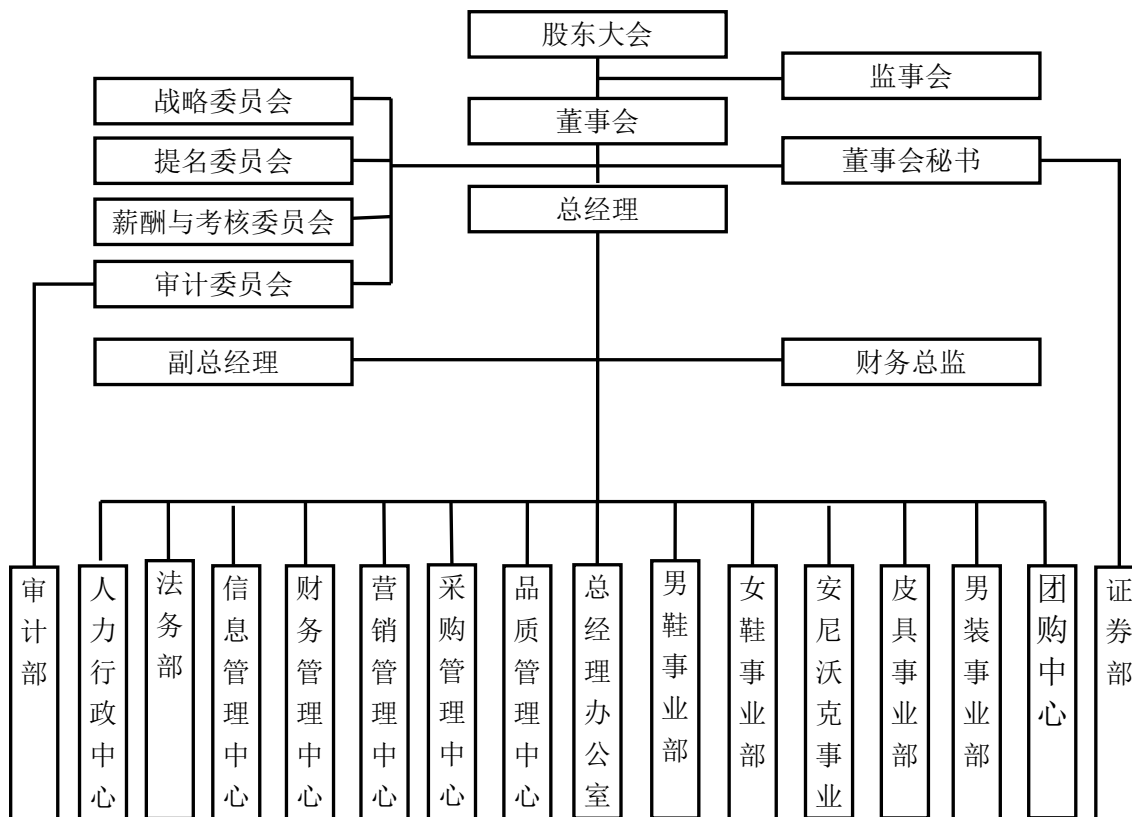 股东大会
监事会
战略委员会
董事会
提名委员会
董事会秘书
总经理
薪酬与考核委员会
审计委员会
副总经理
财务总监
审计部
人力行政中心
法务部
信息管理中心
财务管理中心
营销管理中心
采购管理中心
品质管理中心
总经理办公室
男鞋事业部
女鞋事业部
安尼沃克事业
皮具事业部
男装事业部
团购中心
证券部